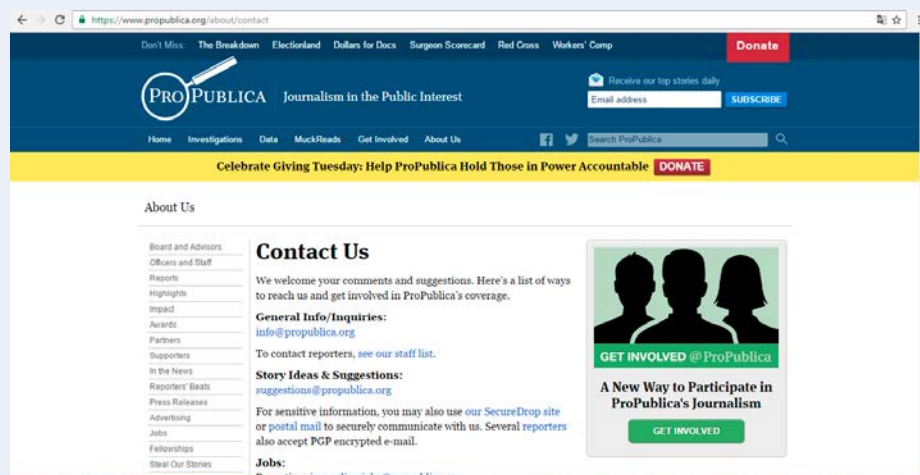 https://www.propublica.org/about/contact
Don't Miss: The Breakdown Electionland Dollars for Docs Surgeon Scorecard Red Cross Workers' Comp Donate
PROPUBLICA Journalism in the Public Interest
Receive our top stories daily
Email address SUBSCRIBE
Home Investigations Data MuckReads Get Involved About Us Search ProPublica
Celebrate Giving Tuesday: Help ProPublica Hold Those in Power Accountable DONATE
About Us
Board and Advisors
Officers and Staff
Reports
Highlights
Impact
Awards
Partners
Supporters
In the News
Reporters' Beats
Press Releases
Advertising
Jobs
Fellowships
Steal Our Stories
Contact Us
We welcome your comments and suggestions. Here's a list of ways
to reach us and get involved in ProPublica's coverage.
General Info/Inquiries:
info@propublica.org
To contact reporters, see our staff list.
Story Ideas & Suggestions:
suggestions@propublica.org
For sensitive information, you may also use our SecureDrop site
or postal mail to securely communicate with us. Several reporters
also accept PGP encrypted e-mail.
Jobs:
GET INVOLVED @ProPublica
A New Way to Participate in
ProPublica's Journalism
GET INVOLVED